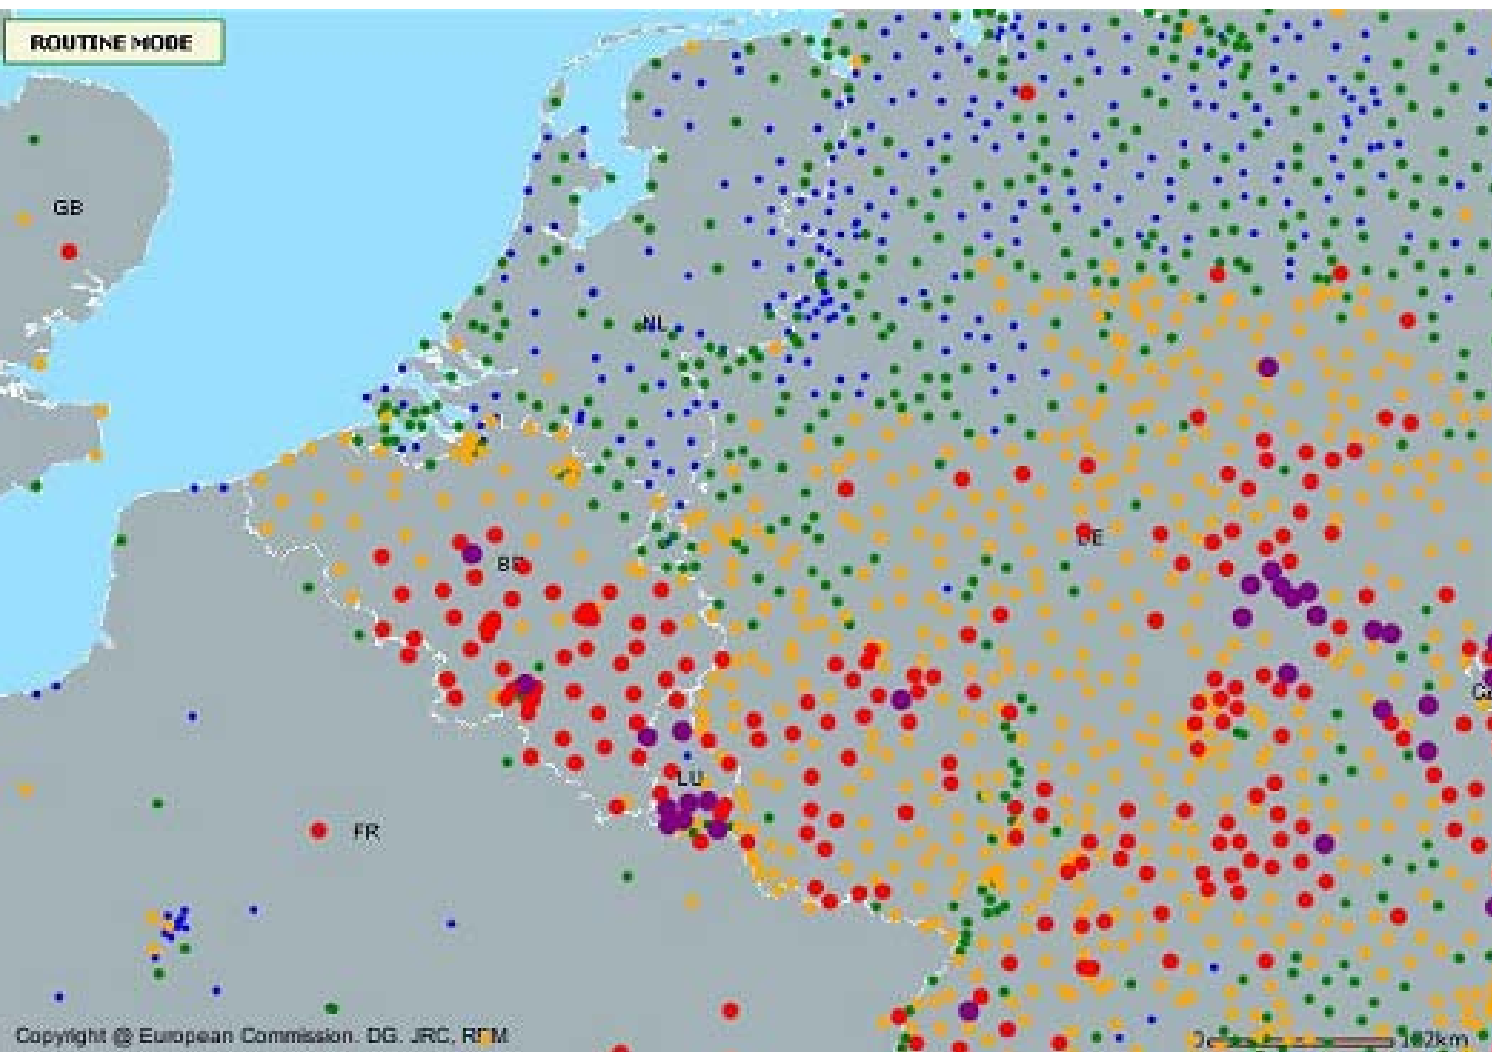 ROUTINE MODE
GB
NL
BE
DE
LU
FR
Copyright @ European Commission. DG. JRC, REM